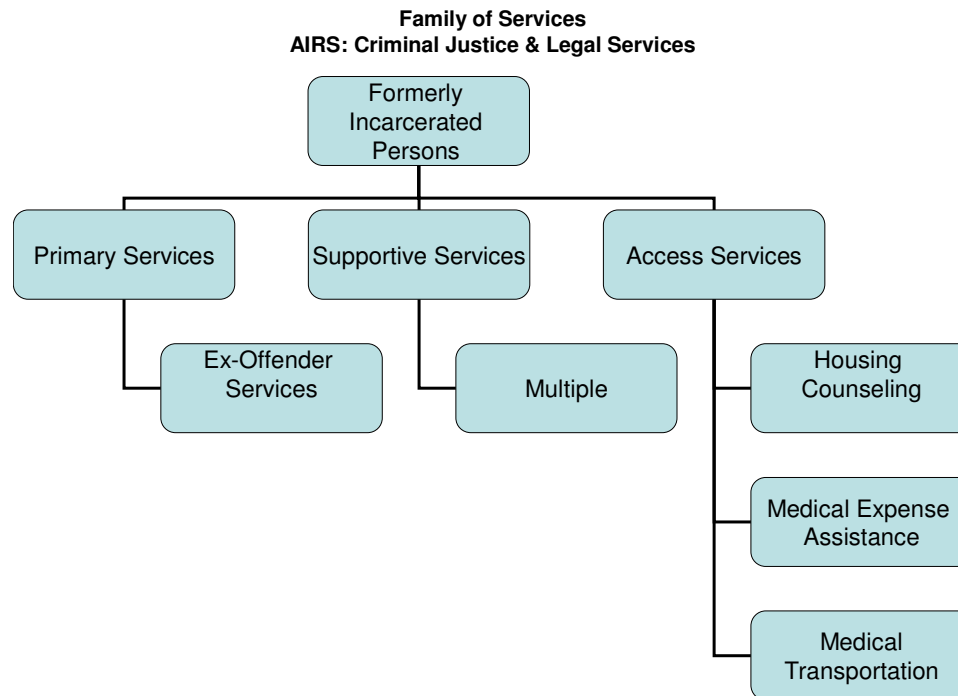 Family of Services
AIRS: Criminal Justice & Legal Services
Formerly
Incarcerated
Persons
Primary Services
Supportive Services
Access Services
Ex-Offender
Services
Multiple
Housing
Counseling
Medical Expense
Assistance
Medical
Transportation